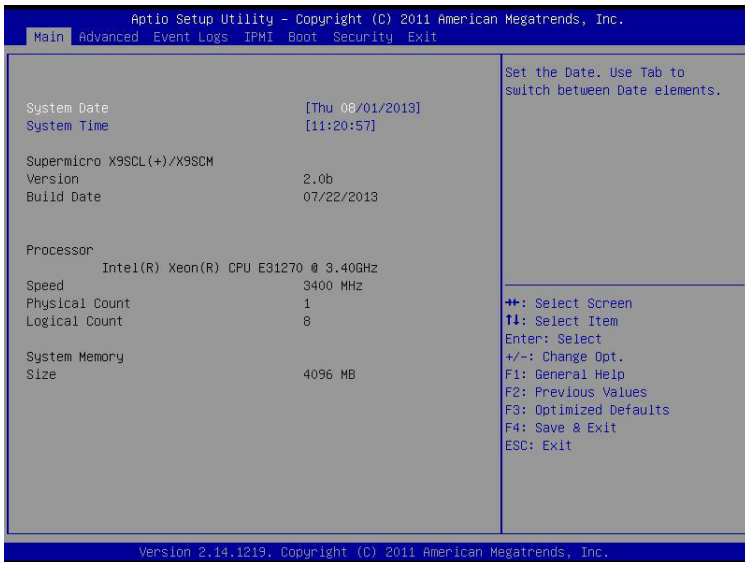 Aptio Setup Utility – Copyright (C) 2011 American Megatrends, Inc.
Main Advanced Event Logs IPMI Boot Security Exit
System Date [Thu 08/01/2013]
System Time [11:20:57]
Supermicro X9SCL(+)/X9SCM
Version 2.0b
Build Date 07/22/2013
Processor
Intel(R) Xeon(R) CPU E31270 @ 3.40GHz
Speed 3400 MHz
Physical Count 1
Logical Count 8
System Memory
Size 4096 MB
Set the Date. Use Tab to
switch between Date elements.
→←: Select Screen
↑↓: Select Item
Enter: Select
+/-: Change Opt.
F1: General Help
F2: Previous Values
F3: Optimized Defaults
F4: Save & Exit
ESC: Exit
Version 2.14.1219. Copyright (C) 2011 American Megatrends, Inc.